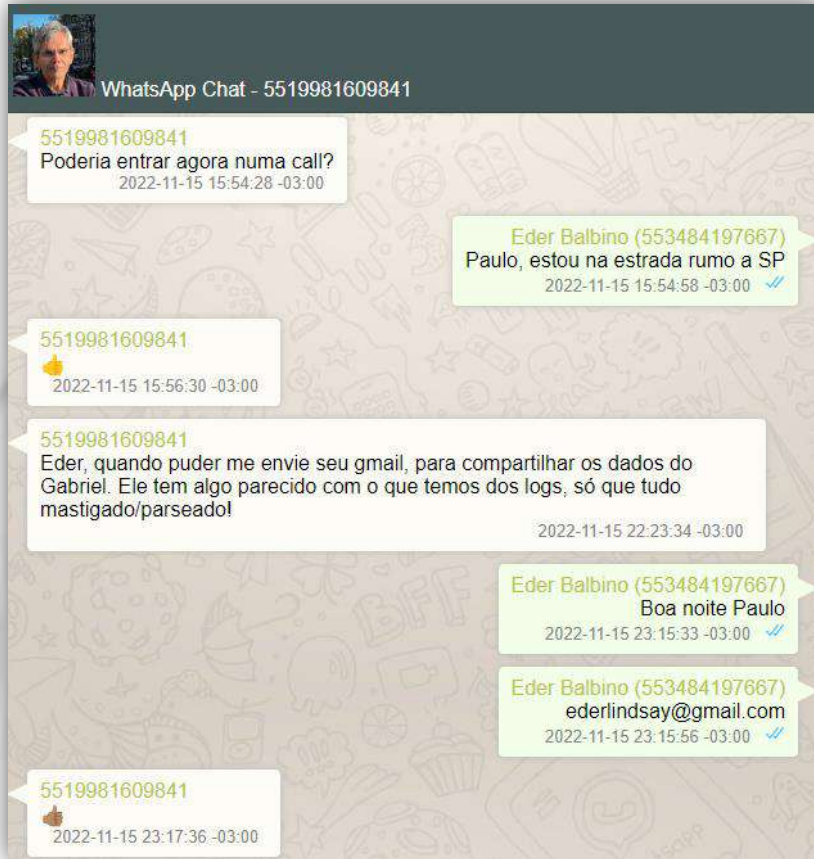 WhatsApp Chat - 5519981609841
5519981609841
Poderia entrar agora numa call?
2022-11-15 15:54:28 -03:00
Eder Balbino (553484197667)
Paulo, estou na estrada rumo a SP
2022-11-15 15:54:58 -03:00
5519981609841
👍
2022-11-15 15:56:30 -03:00
5519981609841
Eder, quando puder me envie seu gmail, para compartilhar os dados do
Gabriel. Ele tem algo parecido com o que temos dos logs, só que tudo
mastigado/parseado!
2022-11-15 22:23:34 -03:00
Eder Balbino (553484197667)
Boa noite Paulo
2022-11-15 23:15:33 -03:00
Eder Balbino (553484197667)
ederlindsay@gmail.com
2022-11-15 23:15:56 -03:00
5519981609841
👍🏽
2022-11-15 23:17:36 -03:00